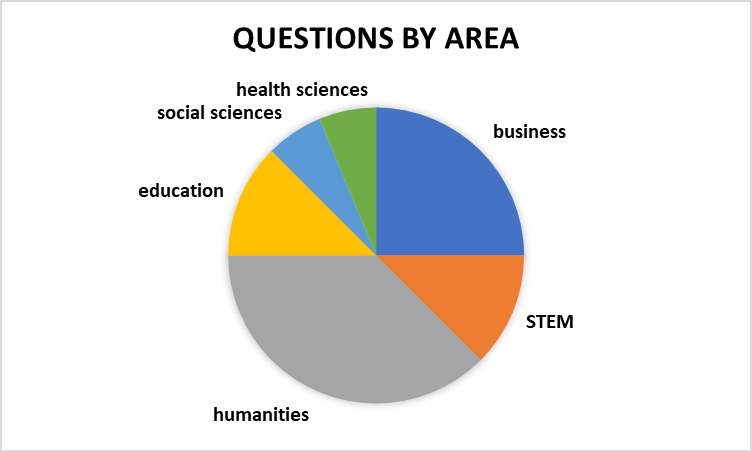 QUESTIONS BY AREA
health sciences
social sciences
business
education
STEM
humanities